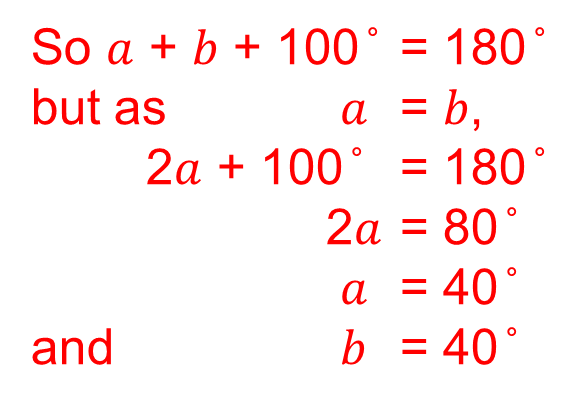 So a + b + 100° = 180°
but as a = b,
2a + 100° = 180°
2a = 80°
a = 40°
and b = 40°